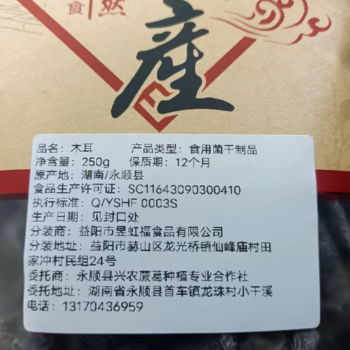 食
然
産
品名：木耳 产品类型：食用菌干制品
净含量：250g 保质期：12个月
原产地：湖南/永顺县
食品生产许可证：SC11643090300410
执行标准：Q/YSHF 0003S
生产日期：见封口处
分装商：益阳市昱虹福食品有限公司
分装地址：益阳市赫山区龙光桥镇仙峰庙村田
家冲村民组24号
委托商：永顺县兴农蕨葛种植专业合作社
委托地址：湖南省永顺县首车镇龙珠村小干溪
电话：13170436959